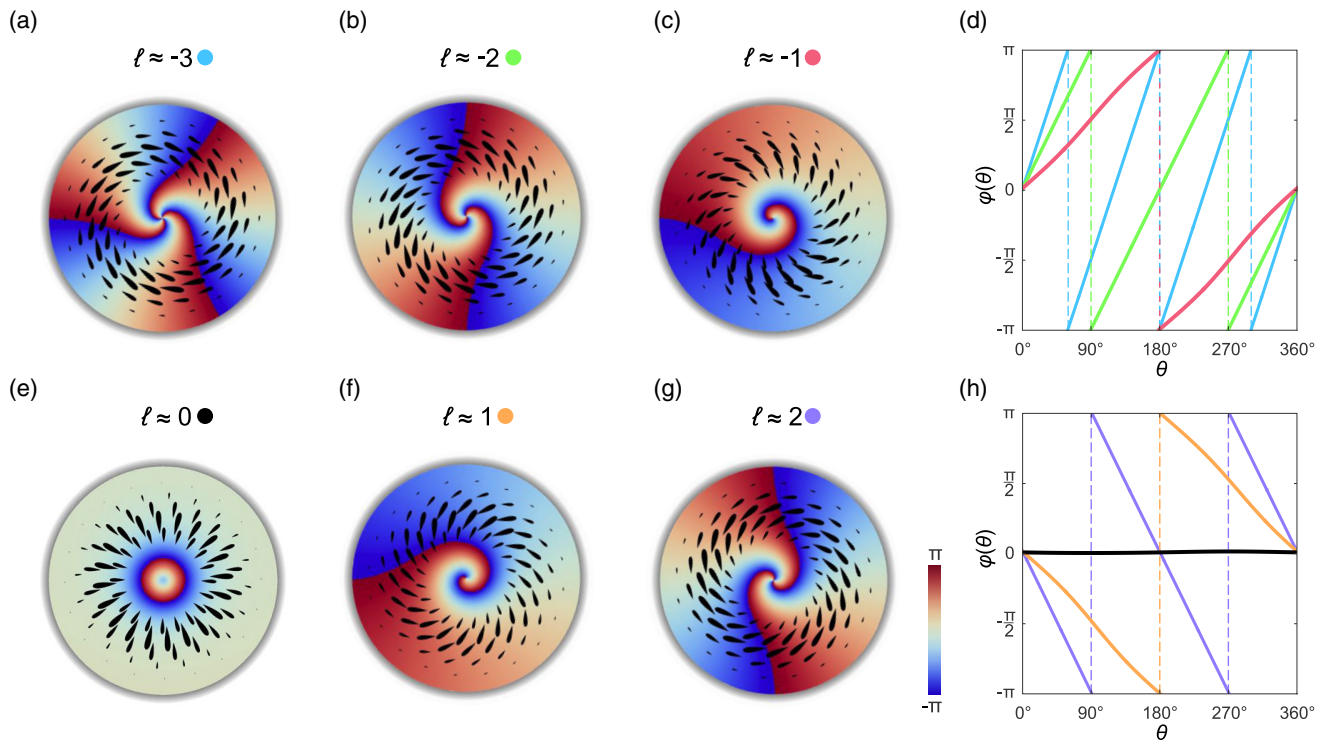 (a)
ℓ ≈ -3
(b)
ℓ ≈ -2
(c)
ℓ ≈ -1
(d)
π
π/2
0
-π/2
-π
φ(θ)
0° 90° 180° 270° 360°
θ
(e)
ℓ ≈ 0
(f)
ℓ ≈ 1
(g)
ℓ ≈ 2
π
-π
(h)
π
π/2
0
-π/2
-π
φ(θ)
0° 90° 180° 270° 360°
θ